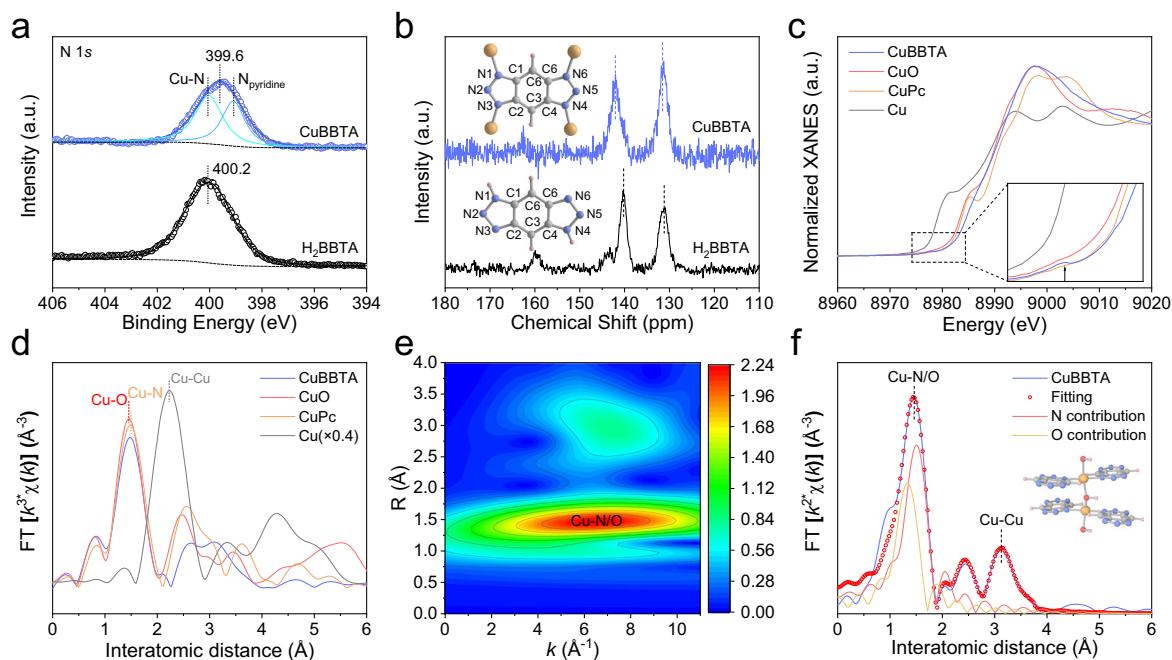 a
N 1s
399.6
Cu-N
Npyridine
CuBBTA
400.2
H2BBTA
Intensity (a.u.)
406 404 402 400 398 396 394
Binding Energy (eV)
b
N1 C1 C6 N6
N2 C6 N5
C3
N3 C2 C4 N4
CuBBTA
N1 C1 C6 N6
N2 C6 N5
C3
N3 C2 C4 N4
H2BBTA
Intensity (a.u.)
180 170 160 150 140 130 120 110
Chemical Shift (ppm)
c
CuBBTA
CuO
CuPc
Cu
Normalized XANES (a.u.)
8960 8970 8980 8990 9000 9010 9020
Energy (eV)
d
Cu-Cu
Cu-N
Cu-O
CuBBTA
CuO
CuPc
Cu(×0.4)
FT [k³*χ(k)] (Å⁻³)
0 1 2 3 4 5 6
Interatomic distance (Å)
e
4.0
3.5
3.0
2.5
2.0
1.5
1.0
0.5
0.0
R (Å)
Cu-N/O
0 2 4 6 8 10
k (Å⁻¹)
2.24
1.96
1.68
1.40
1.12
0.84
0.56
0.28
0.00
f
Cu-N/O
CuBBTA
Fitting
N contribution
O contribution
Cu-Cu
FT [k²*χ(k)] (Å⁻³)
0 1 2 3 4 5 6
Interatomic distance (Å)